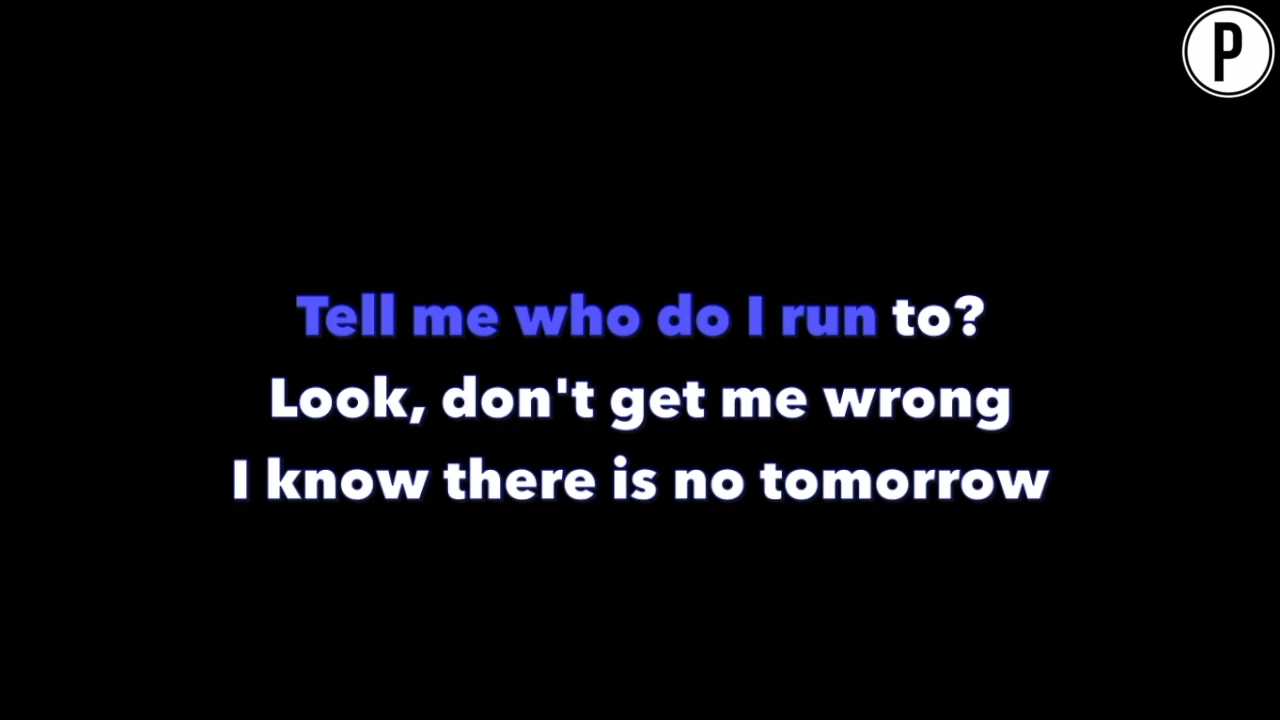 P
Tell me who do I run to?
Look, don't get me wrong
I know there is no tomorrow